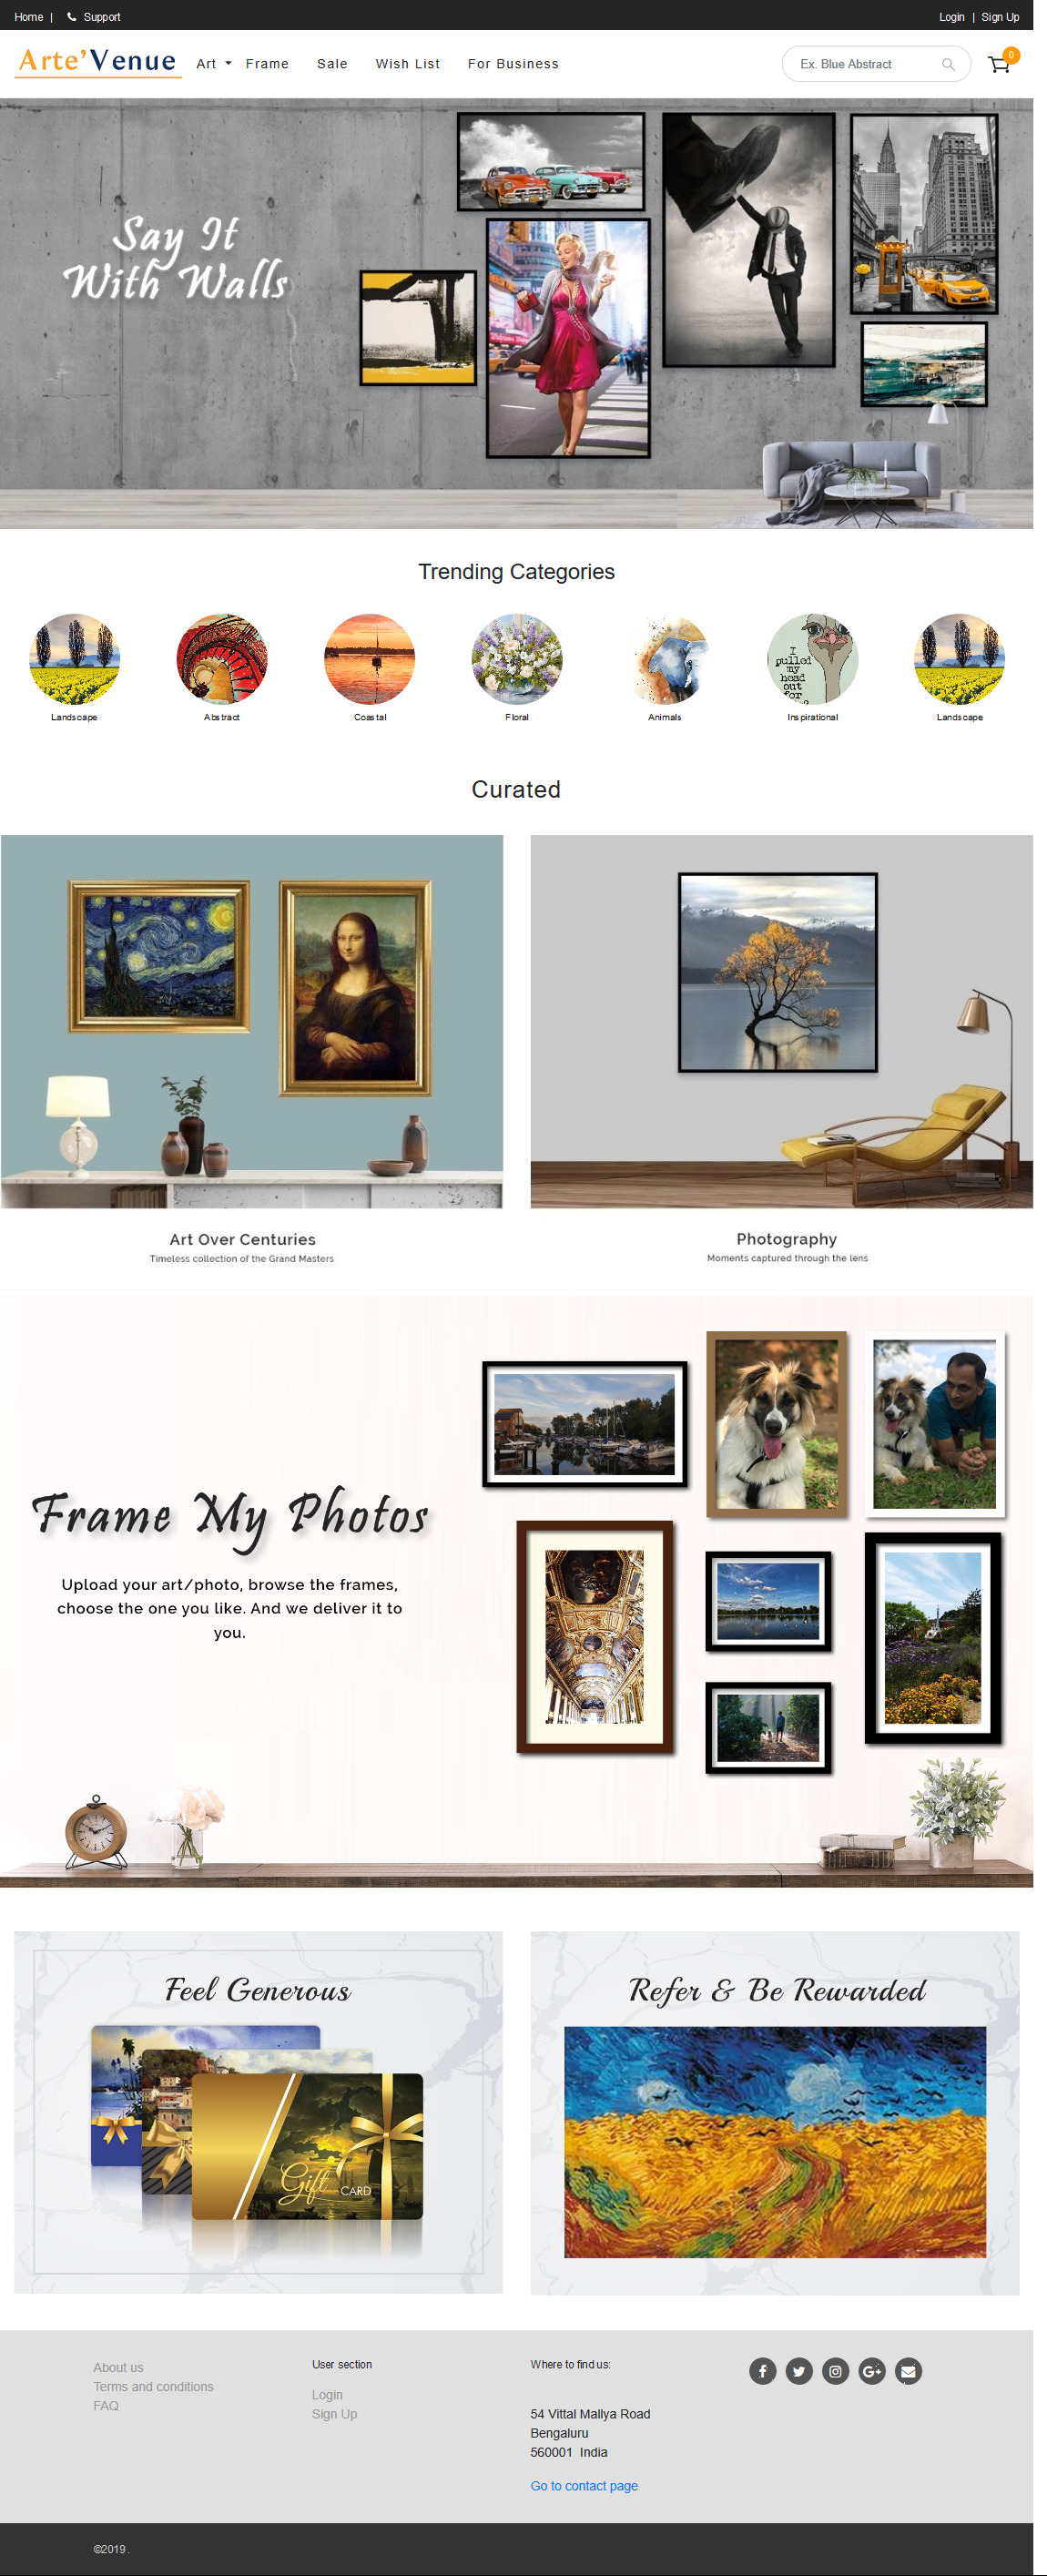 Home | Support
Login | Sign Up
Arte'Venue
Art Frame Sale Wish List For Business
Ex. Blue Abstract
0
Say It
With Walls
Trending Categories
I
pulled
my
head
out
for
Landscape
Abstract
Coastal
Floral
Animals
Inspirational
Landscape
Curated
Art Over Centuries
Timeless collection of the Grand Masters
Photography
Moments captured through the lens
Frame My Photos
Upload your art/photo, browse the frames,
choose the one you like. And we deliver it to
you.
Feel Generous
Gift CARD
Refer & Be Rewarded
About us
Terms and conditions
FAQ
User section
Login
Sign Up
Where to find us:
54 Vittal Mallya Road
Bengaluru
560001 India
Go to contact page
©2019 .